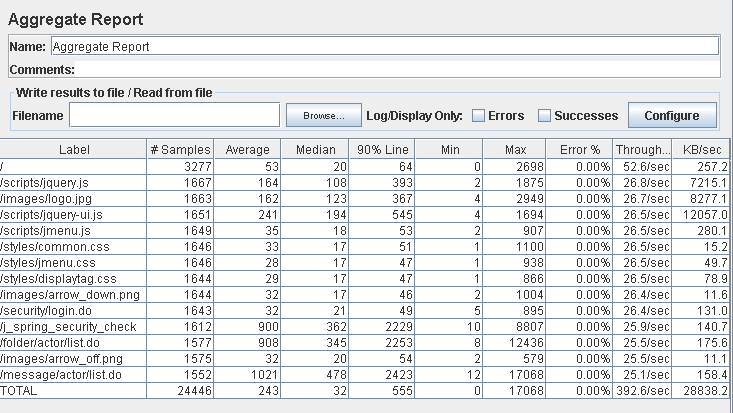 Aggregate Report
Name: Aggregate Report
Comments:
Write results to file / Read from file
Filename Browse... Log/Display Only: Errors Successes Configure
Label # Samples Average Median 90% Line Min Max Error % Through... KB/sec
/ 3277 53 20 64 0 2698 0.00% 52.6/sec 257.2
/scripts/jquery.js 1667 164 108 393 2 1875 0.00% 26.8/sec 7215.1
/images/logo.jpg 1663 162 123 367 4 2949 0.00% 26.7/sec 8277.1
/scripts/jquery-ui.js 1651 241 194 545 4 1694 0.00% 26.5/sec 12057.0
/scripts/jmenu.js 1649 35 18 53 2 907 0.00% 26.5/sec 280.1
/styles/common.css 1646 33 17 51 1 1100 0.00% 26.5/sec 15.2
/styles/jmenu.css 1646 28 17 47 1 938 0.00% 26.5/sec 49.7
/styles/displaytag.css 1644 29 17 47 1 866 0.00% 26.5/sec 78.9
/images/arrow_down.png 1644 32 17 46 2 1004 0.00% 26.4/sec 11.6
/security/login.do 1643 32 21 49 5 895 0.00% 26.4/sec 131.0
/j_spring_security_check 1612 900 362 2229 10 8807 0.00% 25.9/sec 140.7
/folder/actor/list.do 1577 908 345 2253 8 12436 0.00% 25.5/sec 175.6
/images/arrow_off.png 1575 32 20 54 2 579 0.00% 25.5/sec 11.1
/message/actor/list.do 1552 1021 478 2423 12 17068 0.00% 25.1/sec 158.4
TOTAL 24446 243 32 555 0 17068 0.00% 392.6/sec 28838.2